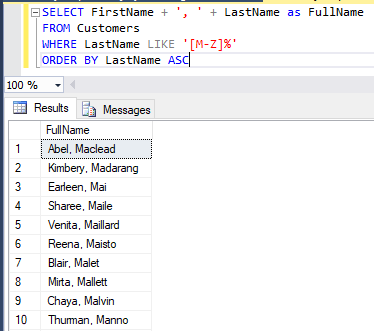 SELECT FirstName + ', ' + LastName as FullName
FROM Customers
WHERE LastName LIKE '[M-Z]%'
ORDER BY LastName ASC
100 %
Results Messages
FullName
1 Abel, Maclead
2 Kimbery, Madarang
3 Earleen, Mai
4 Sharee, Maile
5 Venita, Maillard
6 Reena, Maisto
7 Blair, Malet
8 Mirta, Mallett
9 Chaya, Malvin
10 Thurman, Manno